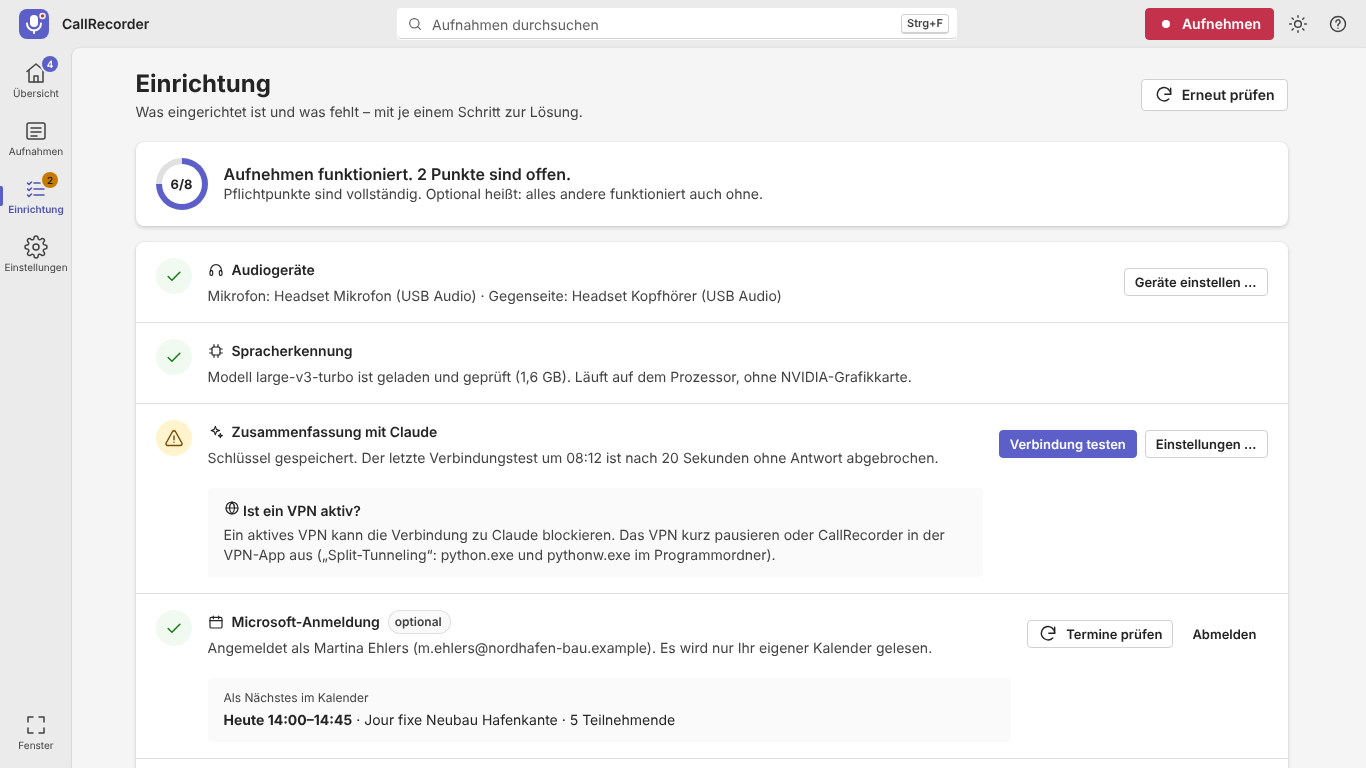 CallRecorder
Aufnahmen durchsuchen
Strg+F
Aufnehmen
4
Übersicht
Aufnahmen
2
Einrichtung
Einstellungen
Fenster
Einrichtung
Was eingerichtet ist und was fehlt – mit je einem Schritt zur Lösung.
Erneut prüfen
6/8
Aufnehmen funktioniert. 2 Punkte sind offen.
Pflichtpunkte sind vollständig. Optional heißt: alles andere funktioniert auch ohne.
Audiogeräte
Mikrofon: Headset Mikrofon (USB Audio) · Gegenseite: Headset Kopfhörer (USB Audio)
Geräte einstellen ...
Spracherkennung
Modell large-v3-turbo ist geladen und geprüft (1,6 GB). Läuft auf dem Prozessor, ohne NVIDIA-Grafikkarte.
Zusammenfassung mit Claude
Schlüssel gespeichert. Der letzte Verbindungstest um 08:12 ist nach 20 Sekunden ohne Antwort abgebrochen.
Verbindung testen
Einstellungen ...
Ist ein VPN aktiv?
Ein aktives VPN kann die Verbindung zu Claude blockieren. Das VPN kurz pausieren oder CallRecorder in der
VPN-App aus („Split-Tunneling“: python.exe und pythonw.exe im Programmordner).
Microsoft-Anmeldung optional
Angemeldet als Martina Ehlers (m.ehlers@nordhafen-bau.example). Es wird nur Ihr eigener Kalender gelesen.
Termine prüfen
Abmelden
Als Nächstes im Kalender
Heute 14:00–14:45 · Jour fixe Neubau Hafenkante · 5 Teilnehmende